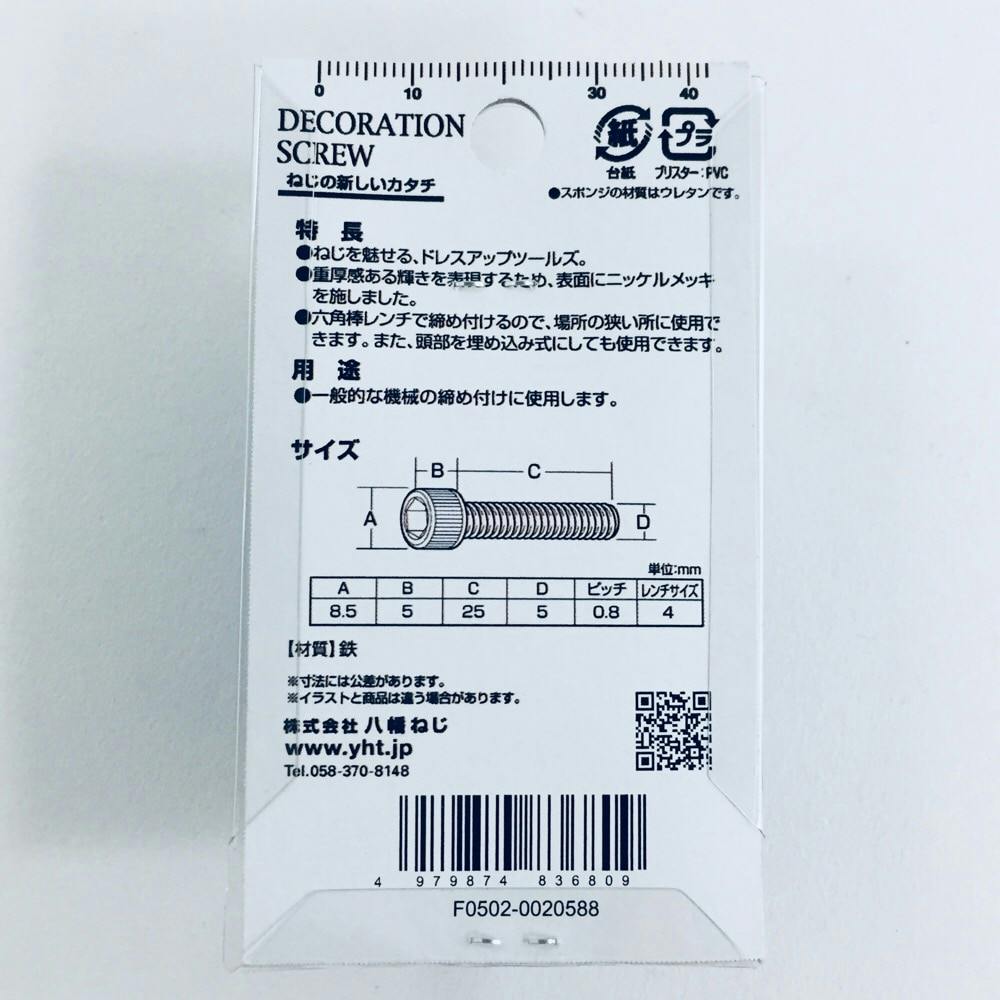 0 10 30 40
DECORATION
SCREW
ねじの新しいカタチ
紙 プラ
台紙 ブリスター:PVC
●スポンジの材質はウレタンです。
特 長
●ねじを魅せる、ドレスアップツールズ。
●重厚感ある輝きを表現するため、表面にニッケルメッキ
を施しました。
●六角棒レンチで締め付けるので、場所の狭い所に使用で
きます。また、頭部を埋め込み式にしても使用できます。
用 途
●一般的な機械の締め付けに使用します。
サイズ
B C
A D
単位:mm
A B C D ピッチ レンチサイズ
8.5 5 25 5 0.8 4
【材質】鉄
※寸法には公差があります。
※イラストと商品は違う場合があります。
株式会社 八幡ねじ
www.yht.jp
Tel.058-370-8148
4 979874 836809
F0502-0020588